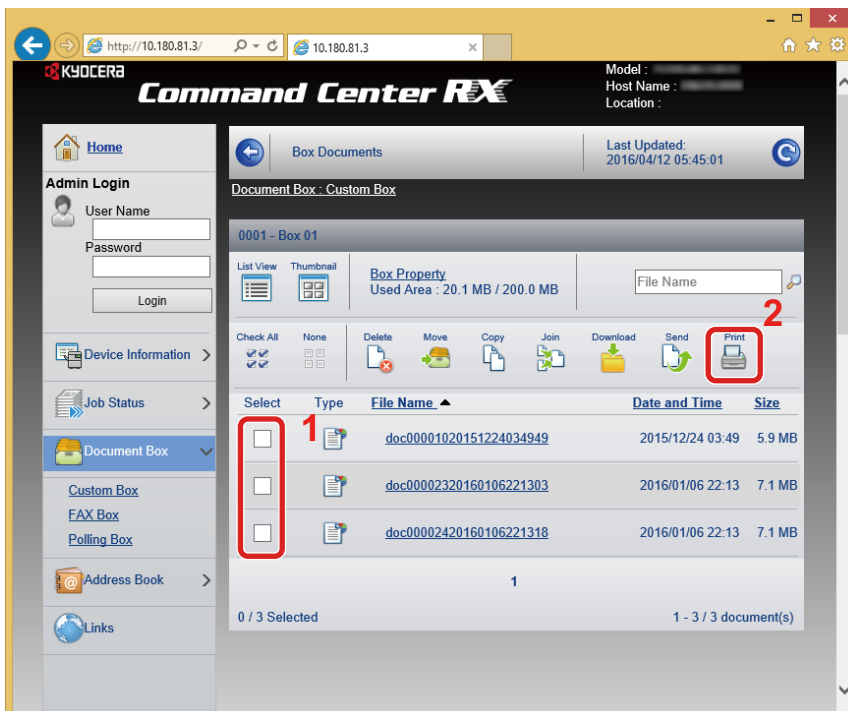 http://10.180.81.3/
10.180.81.3
KYOCERA
Command Center RX
Model :
Host Name :
Location :
Home
Admin Login
User Name
Password
Login
Device Information
Job Status
Document Box
Custom Box
FAX Box
Polling Box
Address Book
Links
Box Documents
Last Updated:
2016/04/12 05:45:01
Document Box : Custom Box
0001 - Box 01
List View Thumbnail
Box Property
Used Area : 20.1 MB / 200.0 MB
File Name
2
Check All None Delete Move Copy Join Download Send Print
Select Type File Name Date and Time Size
1
doc00001020151224034949 2015/12/24 03:49 5.9 MB
doc00002320160106221303 2016/01/06 22:13 7.1 MB
doc00002420160106221318 2016/01/06 22:13 7.1 MB
1
0 / 3 Selected 1 - 3 / 3 document(s)